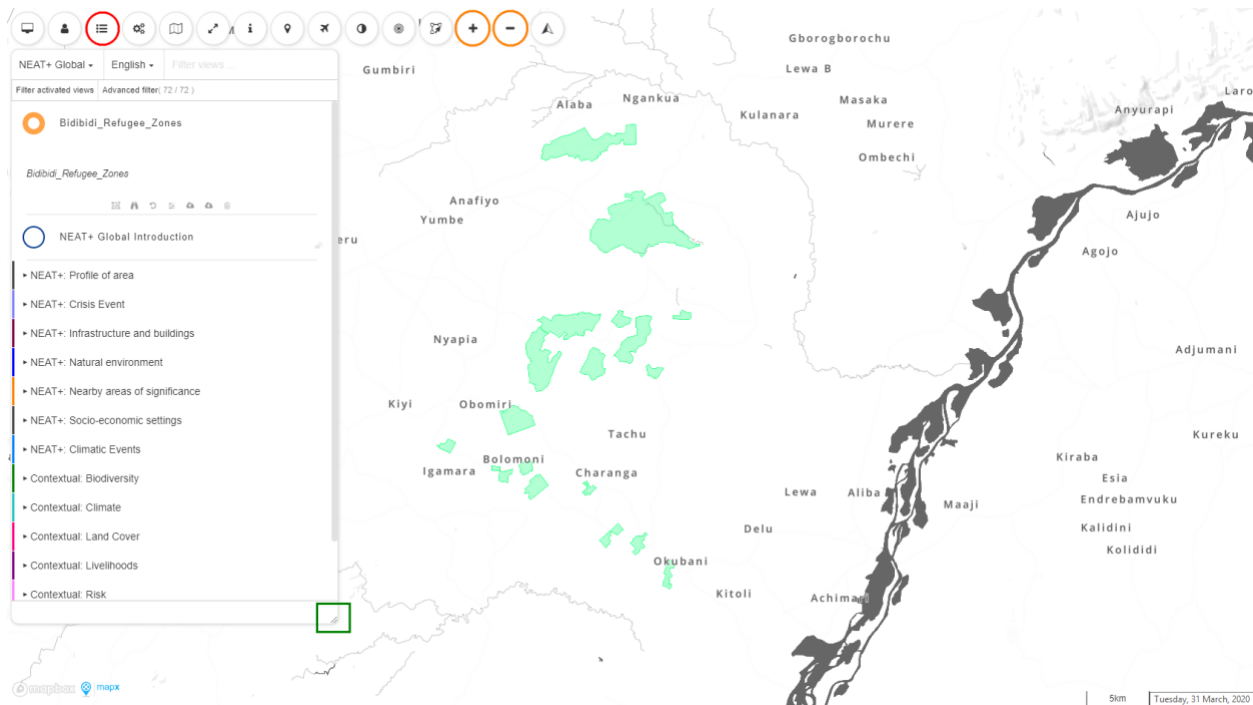 NEAT+ Global
English
Filter views ...
Filter activated views
Advanced filter( 72 / 72 )
Bidibidi_Refugee_Zones
Bidibidi_Refugee_Zones
NEAT+ Global Introduction
NEAT+: Profile of area
NEAT+: Crisis Event
NEAT+: Infrastructure and buildings
NEAT+: Natural environment
NEAT+: Nearby areas of significance
NEAT+: Socio-economic settings
NEAT+: Climatic Events
Contextual: Biodiversity
Contextual: Climate
Contextual: Land Cover
Contextual: Livelihoods
Contextual: Risk
mapbox
mapx
Gumbiri
Alaba
Ngankua
Gborogborochu
Lewa B
Kulanara
Masaka
Murere
Ombechi
Anyurapi
Laro
Anafiyo
Yumbe
eru
Ajujo
Agojo
Nyapia
Adjumani
Kiyi
Obomiri
Tachu
Kureku
Igamara
Bolomoni
Charanga
Kiraba
Esia
Endrebamvuku
Lewa
Aliba
Maaji
Kalidini
Kolididi
Delu
Okubani
Kitoli
Achimari
5km
Tuesday, 31 March, 2020